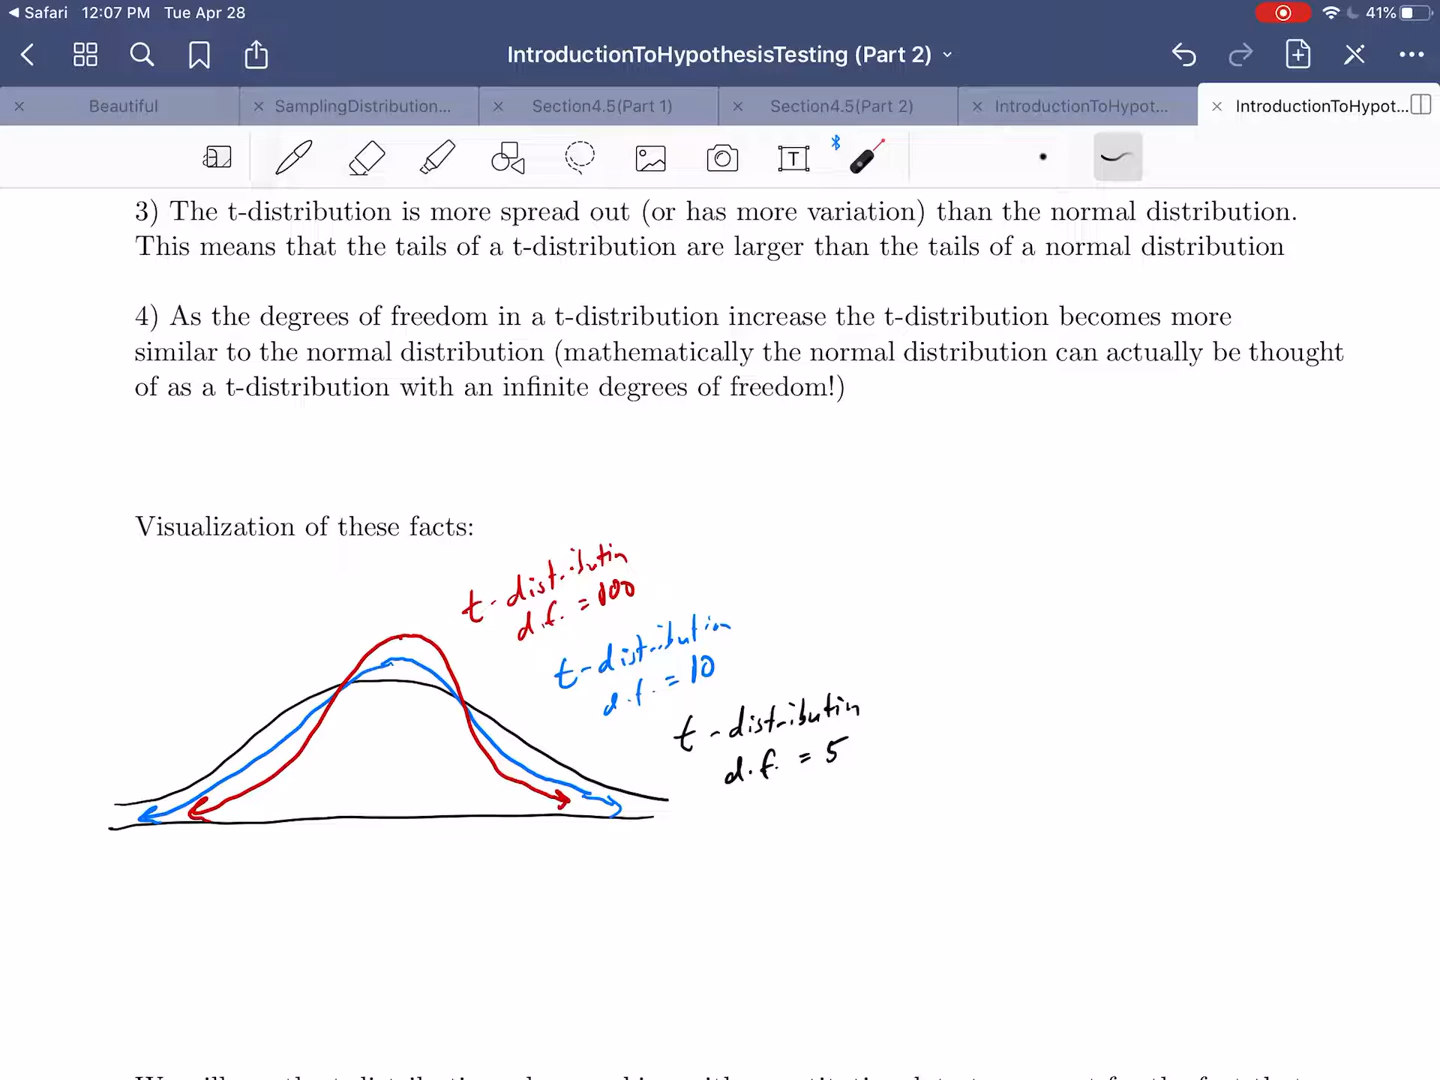 Safari 12:07 PM Tue Apr 28
41%
IntroductionToHypothesisTesting (Part 2)
Beautiful
SamplingDistribution...
Section4.5(Part 1)
Section4.5(Part 2)
IntroductionToHypot...
IntroductionToHypot...
T
3) The t-distribution is more spread out (or has more variation) than the normal distribution.
This means that the tails of a t-distribution are larger than the tails of a normal distribution
4) As the degrees of freedom in a t-distribution increase the t-distribution becomes more
similar to the normal distribution (mathematically the normal distribution can actually be thought
of as a t-distribution with an infinite degrees of freedom!)
Visualization of these facts:
t-distributin
d.f. = 100
t-distributin
d.f. = 10
t-distributin
d.f. = 5